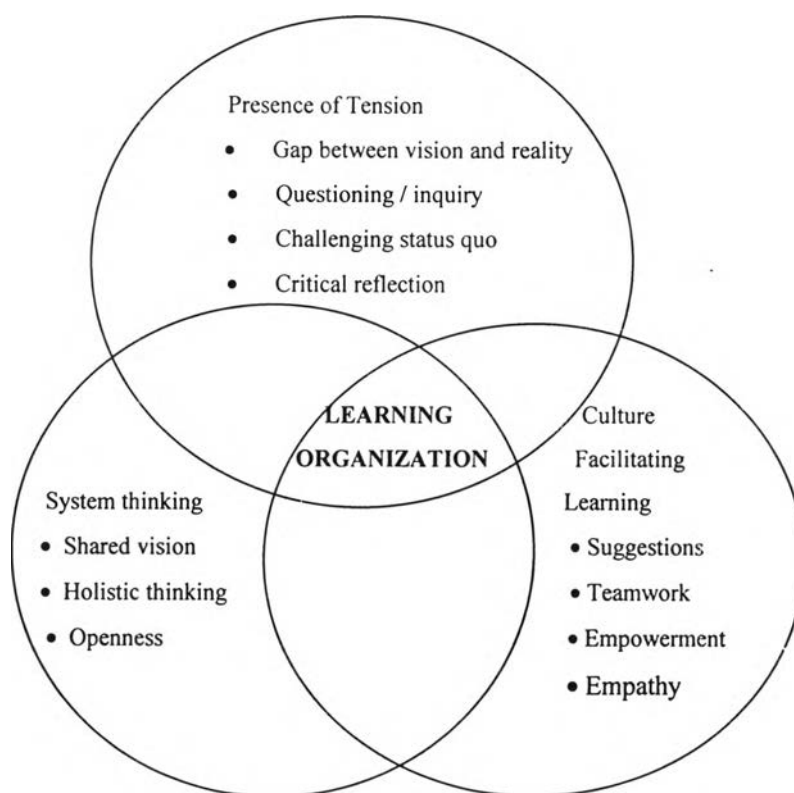 Presence of Tension
• Gap between vision and reality
• Questioning / inquiry
• Challenging status quo
• Critical reflection
LEARNING
ORGANIZATION
System thinking
• Shared vision
• Holistic thinking
• Openness
Culture
Facilitating
Learning
• Suggestions
• Teamwork
• Empowerment
• Empathy